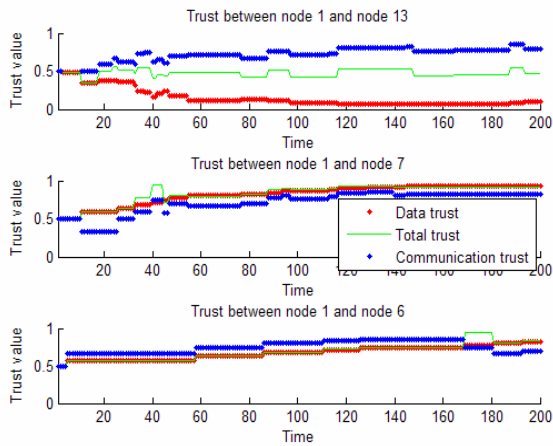 Trust between node 1 and node 13
1
0.5
0
Trust value
20 40 60 80 100 120 140 160 180 200
Time
Trust between node 1 and node 7
1
0.5
0
Trust value
20 40 60 80 100 120 140 160 180 200
Time
Data trust
Total trust
Communication trust
Trust between node 1 and node 6
1
0.5
0
Trust value
20 40 60 80 100 120 140 160 180 200
Time